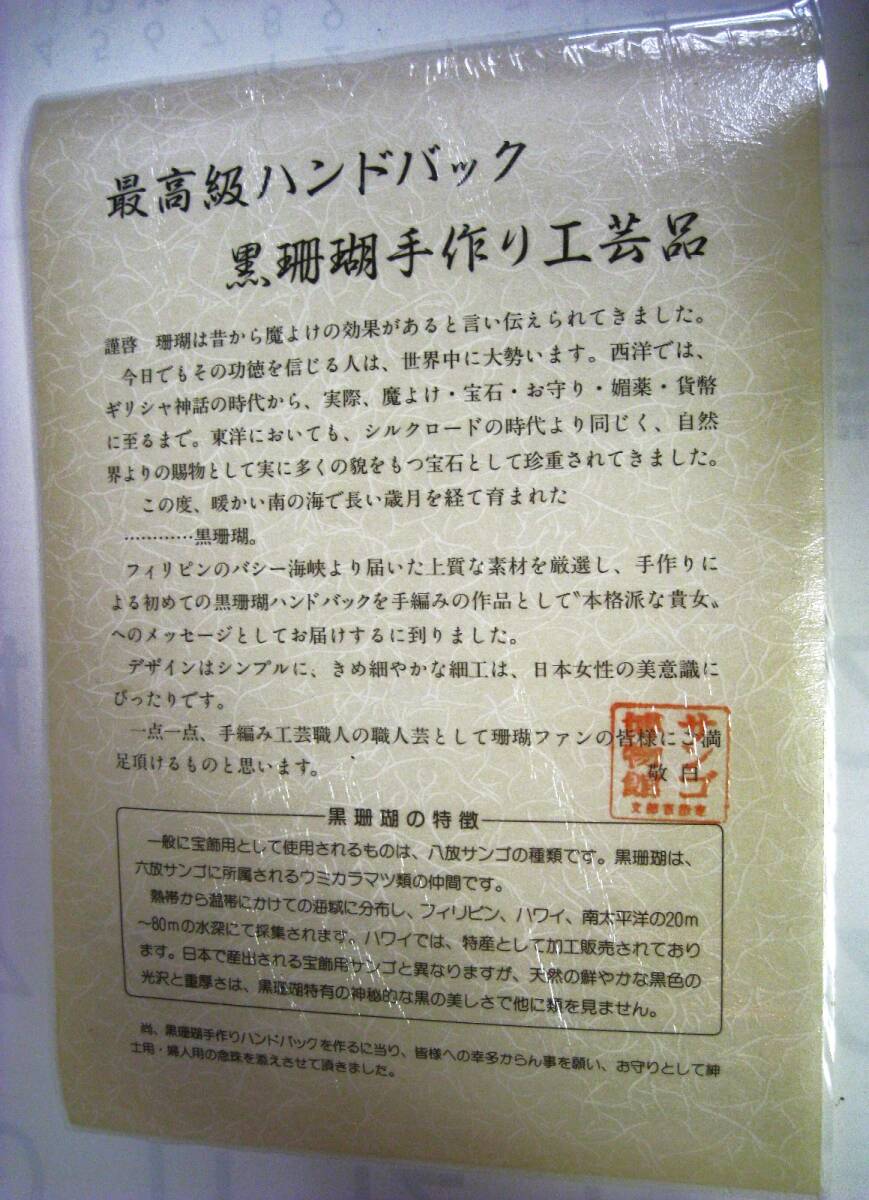 最高級ハンドバック
黒珊瑚手作り工芸品
謹啓　珊瑚は昔から魔よけの効果があると言い伝えられてきました。
今日でもその功徳を信じる人は、世界中に大勢います。西洋では、
ギリシャ神話の時代から、実際、魔よけ・宝石・お守り・媚薬・貨幣
に至るまで。東洋においても、シルクロードの時代より同じく、自然
界よりの賜物として実に多くの貌をもつ宝石として珍重されてきました。
この度、暖かい南の海で長い歳月を経て育まれた
…………黒珊瑚。
フィリピンのバシー海峡より届いた上質な素材を厳選し、手作りに
よる初めての黒珊瑚ハンドバックを手編みの作品として〝本格派な貴女〟
へのメッセージとしてお届けするに到りました。
デザインはシンプルに、きめ細やかな細工は、日本女性の美意識に
ぴったりです。
一点一点、手編み工芸職人の職人芸として珊瑚ファンの皆様にご満
足頂けるものと思います。
敬白
サンゴ
博物館
黒珊瑚の特徴
一般に宝飾用として使用されるものは、八放サンゴの種類です。黒珊瑚は、
六放サンゴに所属されるウミカラマツ類の仲間です。
熱帯から温帯にかけての海域に分布し、フィリピン、ハワイ、南太平洋の20m
～80mの水深にて採集されます。ハワイでは、特産として加工販売されており
ます。日本で産出される宝飾用サンゴと異なりますが、天然の鮮やかな黒色の
光沢と重厚さは、黒珊瑚特有の神秘的な黒の美しさで他に類を見ません。
尚、黒珊瑚手作りハンドバックを作るに当り、皆様への幸多からん事を願い、お守りとして紳
士用・婦人用の念珠を添えさせて頂きました。